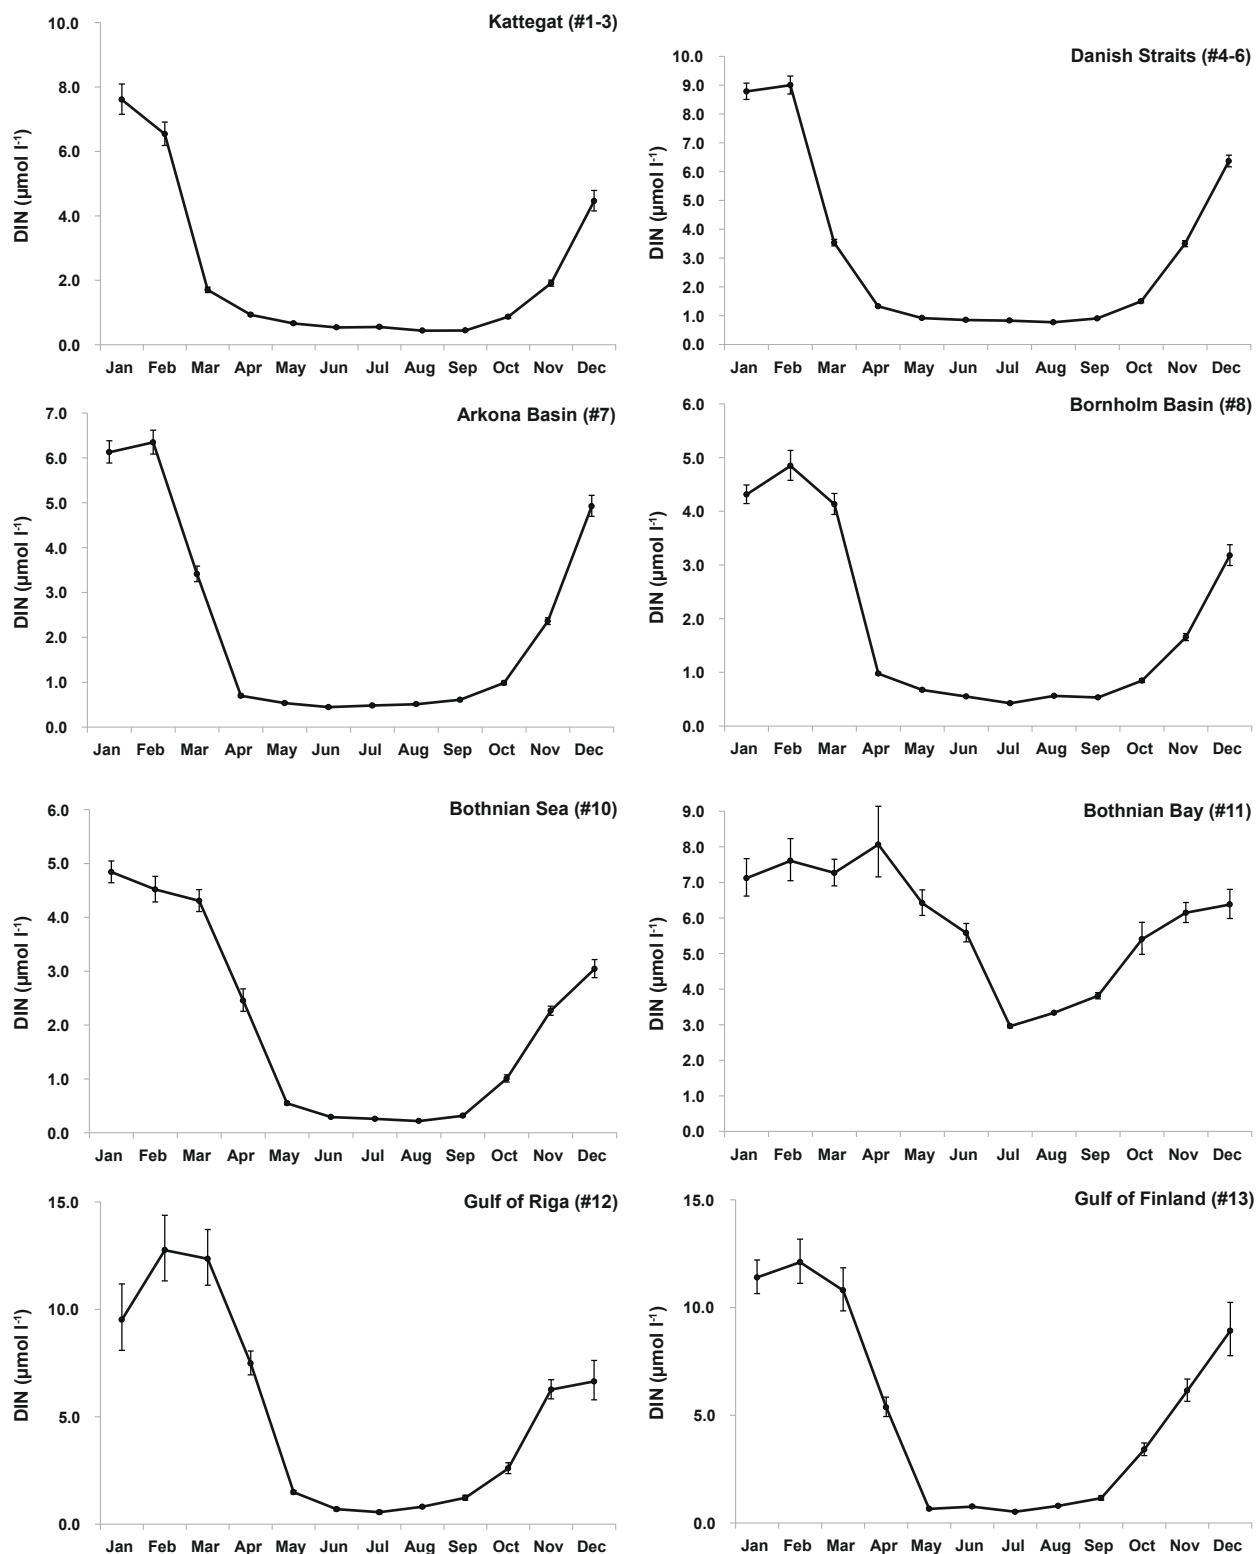 Kattegat (#1-3)
DIN (µmol l⁻¹)
10.0
8.0
6.0
4.0
2.0
0.0
Jan Feb Mar Apr May Jun Jul Aug Sep Oct Nov Dec
Danish Straits (#4-6)
DIN (µmol l⁻¹)
10.0
9.0
8.0
7.0
6.0
5.0
4.0
3.0
2.0
1.0
0.0
Jan Feb Mar Apr May Jun Jul Aug Sep Oct Nov Dec
Arkona Basin (#7)
DIN (µmol l⁻¹)
7.0
6.0
5.0
4.0
3.0
2.0
1.0
0.0
Jan Feb Mar Apr May Jun Jul Aug Sep Oct Nov Dec
Bornholm Basin (#8)
DIN (µmol l⁻¹)
6.0
5.0
4.0
3.0
2.0
1.0
0.0
Jan Feb Mar Apr May Jun Jul Aug Sep Oct Nov Dec
Bothnian Sea (#10)
DIN (µmol l⁻¹)
6.0
5.0
4.0
3.0
2.0
1.0
0.0
Jan Feb Mar Apr May Jun Jul Aug Sep Oct Nov Dec
Bothnian Bay (#11)
DIN (µmol l⁻¹)
9.0
8.0
7.0
6.0
5.0
4.0
3.0
2.0
1.0
0.0
Jan Feb Mar Apr May Jun Jul Aug Sep Oct Nov Dec
Gulf of Riga (#12)
DIN (µmol l⁻¹)
15.0
10.0
5.0
0.0
Jan Feb Mar Apr May Jun Jul Aug Sep Oct Nov Dec
Gulf of Finland (#13)
DIN (µmol l⁻¹)
15.0
10.0
5.0
0.0
Jan Feb Mar Apr May Jun Jul Aug Sep Oct Nov Dec